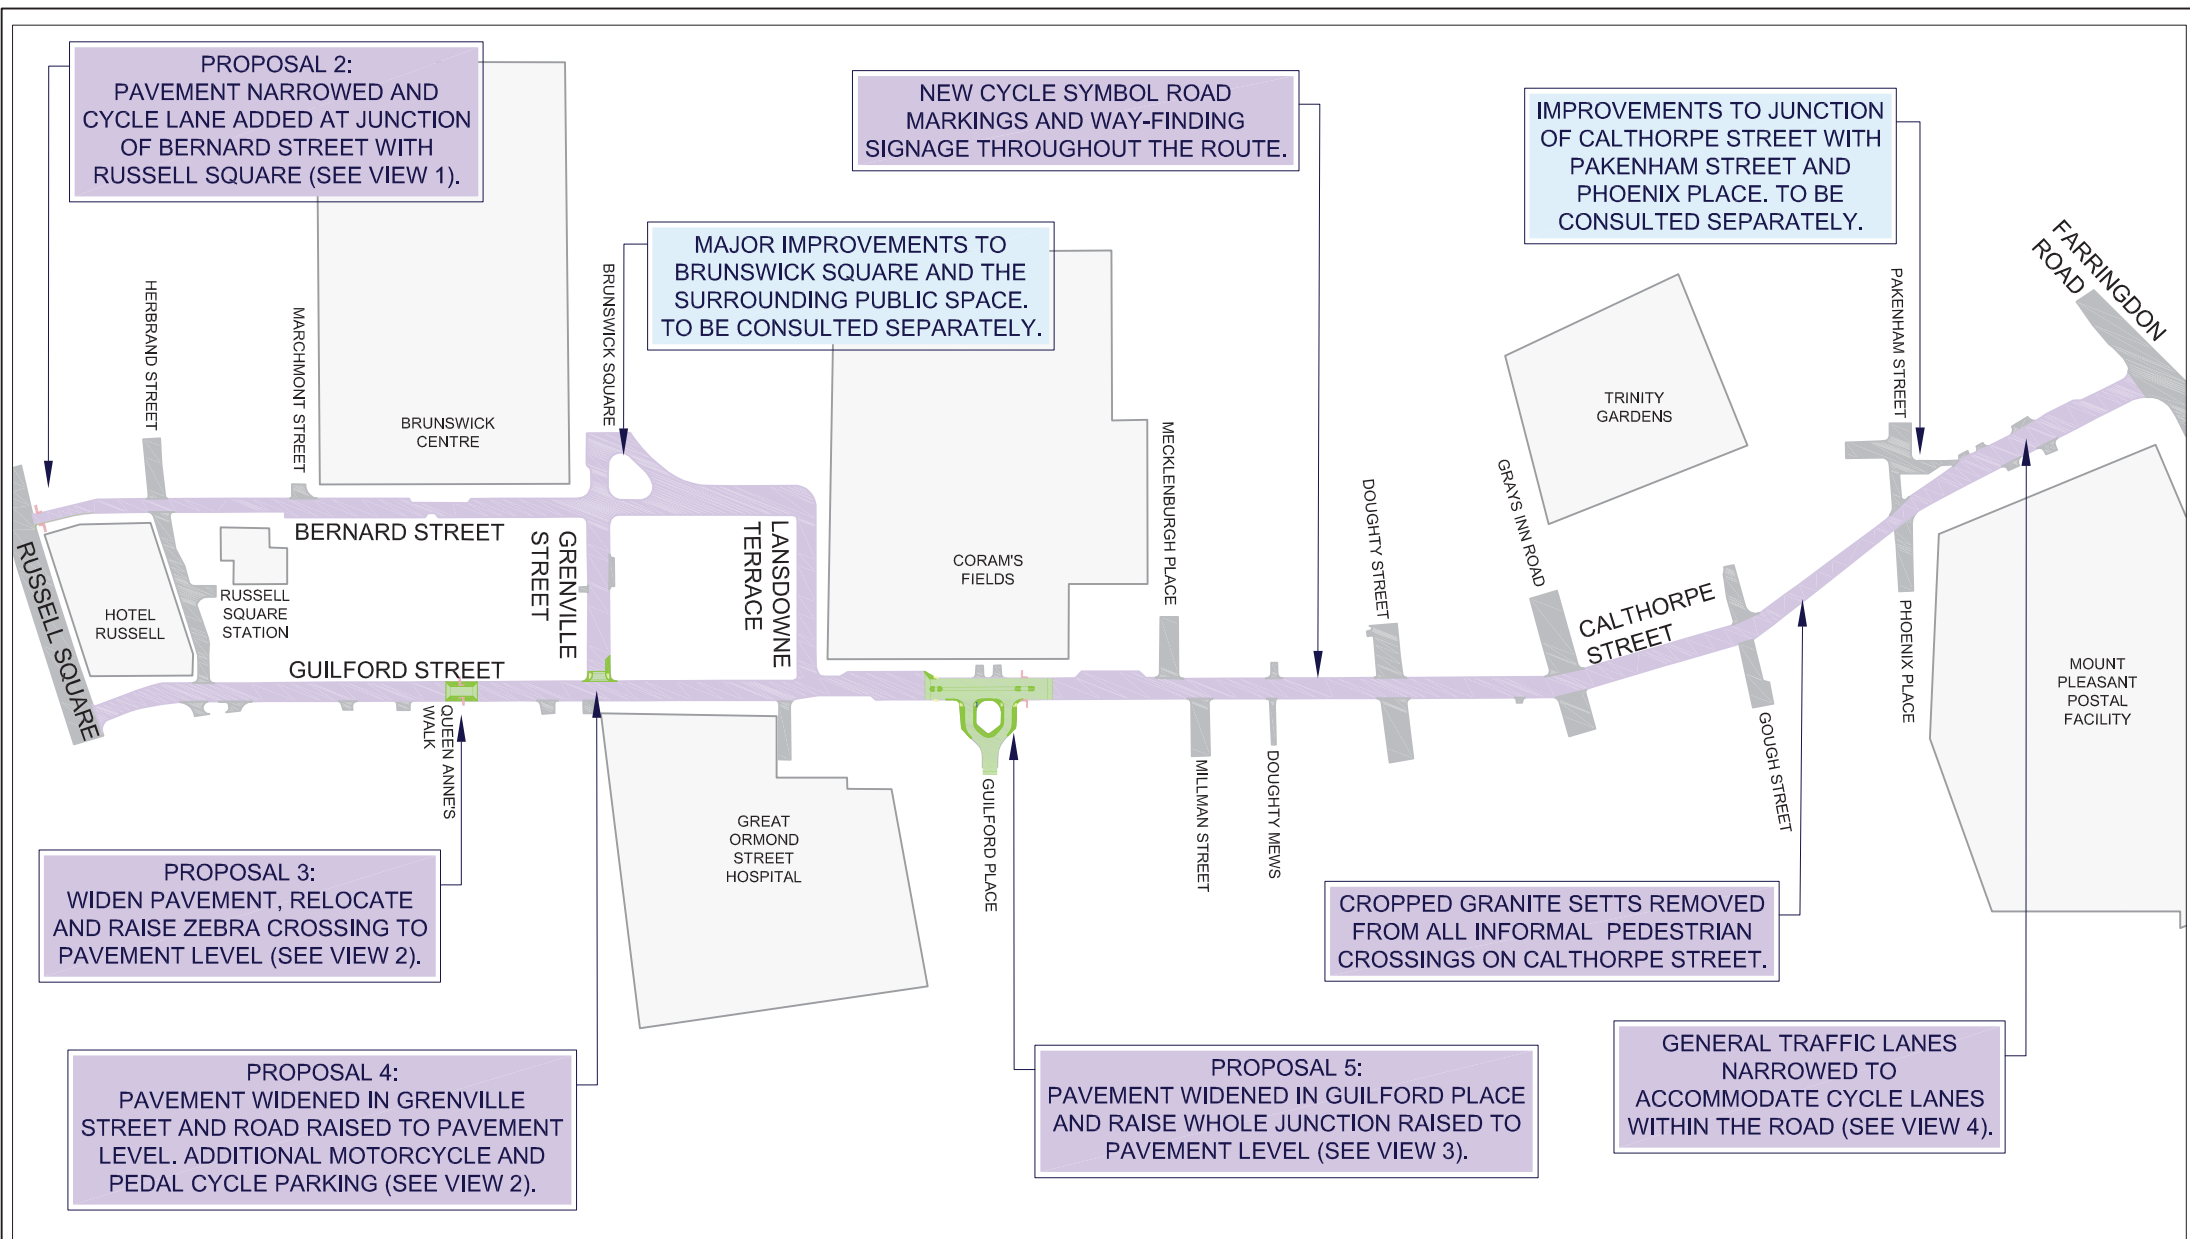 PROPOSAL 2:
PAVEMENT NARROWED AND
CYCLE LANE ADDED AT JUNCTION
OF BERNARD STREET WITH
RUSSELL SQUARE (SEE VIEW 1).
NEW CYCLE SYMBOL ROAD
MARKINGS AND WAY-FINDING
SIGNAGE THROUGHOUT THE ROUTE.
IMPROVEMENTS TO JUNCTION
OF CALTHORPE STREET WITH
PAKENHAM STREET AND
PHOENIX PLACE. TO BE
CONSULTED SEPARATELY.
MAJOR IMPROVEMENTS TO
BRUNSWICK SQUARE AND THE
SURROUNDING PUBLIC SPACE.
TO BE CONSULTED SEPARATELY.
HERBRAND STREET
MARCHMONT STREET
BRUNSWICK
CENTRE
BRUNSWICK SQUARE
MECKLENBURGH PLACE
DOUGHTY STREET
GRAYS INN ROAD
TRINITY
GARDENS
PAKENHAM STREET
FARRINGDON
ROAD
BERNARD STREET
GRENVILLE
STREET
LANSDOWNE
TERRACE
CORAM'S
FIELDS
RUSSELL SQUARE
HOTEL
RUSSELL
RUSSELL
SQUARE
STATION
GUILFORD STREET
CALTHORPE
STREET
PHOENIX PLACE
MOUNT
PLEASANT
POSTAL
FACILITY
QUEEN ANNE'S
WALK
GREAT
ORMOND
STREET
HOSPITAL
GUILFORD PLACE
MILLMAN STREET
DOUGHTY MEWS
GOUGH STREET
PROPOSAL 3:
WIDEN PAVEMENT, RELOCATE
AND RAISE ZEBRA CROSSING TO
PAVEMENT LEVEL (SEE VIEW 2).
CROPPED GRANITE SETTS REMOVED
FROM ALL INFORMAL PEDESTRIAN
CROSSINGS ON CALTHORPE STREET.
PROPOSAL 4:
PAVEMENT WIDENED IN GRENVILLE
STREET AND ROAD RAISED TO PAVEMENT
LEVEL. ADDITIONAL MOTORCYCLE AND
PEDAL CYCLE PARKING (SEE VIEW 2).
PROPOSAL 5:
PAVEMENT WIDENED IN GUILFORD PLACE
AND RAISE WHOLE JUNCTION RAISED TO
PAVEMENT LEVEL (SEE VIEW 3).
GENERAL TRAFFIC LANES
NARROWED TO
ACCOMMODATE CYCLE LANES
WITHIN THE ROAD (SEE VIEW 4).